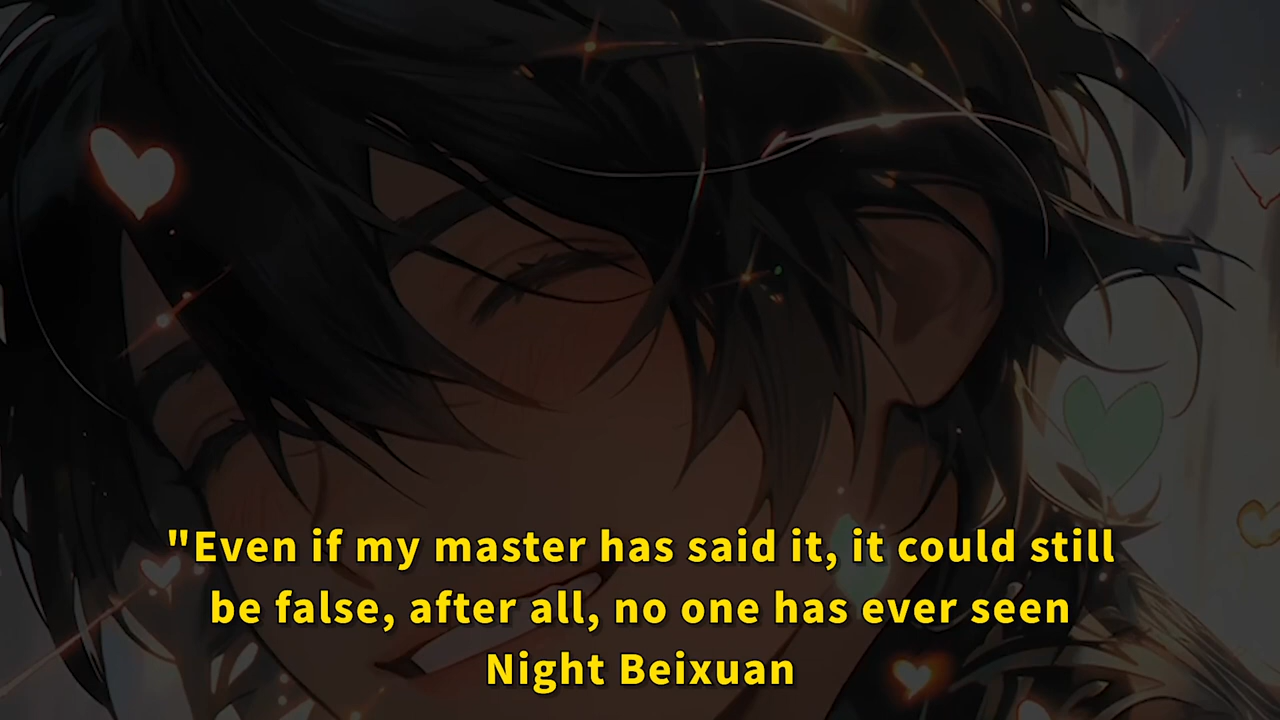 "Even if my master has said it, it could still
be false, after all, no one has ever seen
Night Beixuan